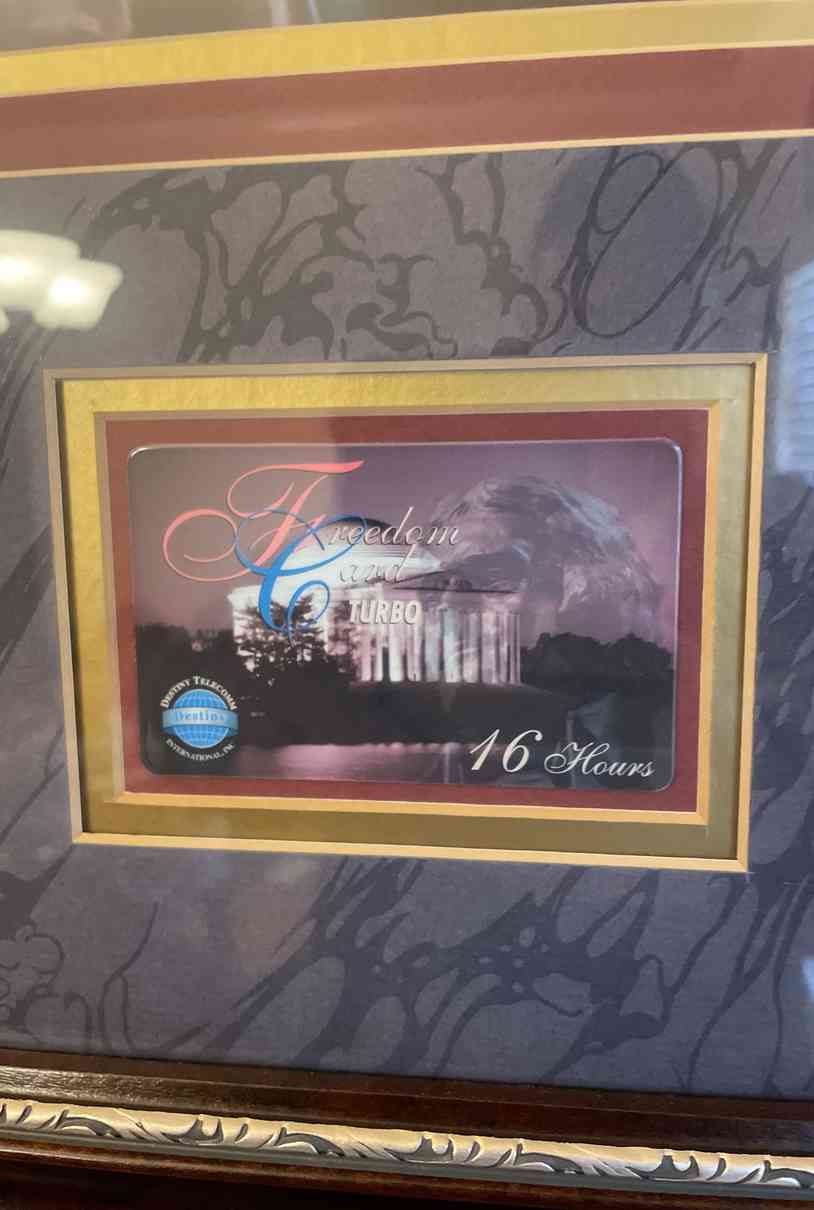 Freedom
Card
TURBO
DESTINY TELECOMM
Destiny
INTERNATIONAL, INC
16 Hours